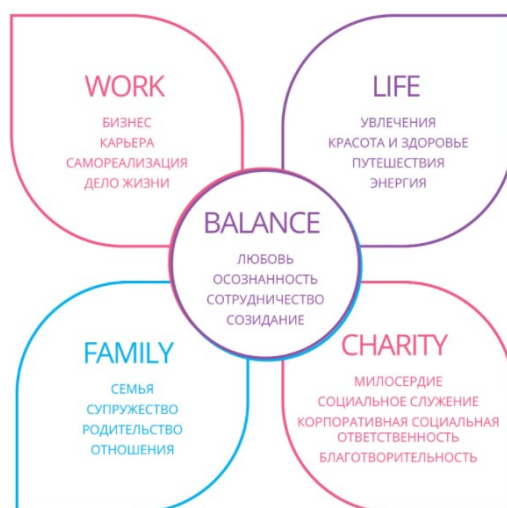 WORK
БИЗНЕС
КАРЬЕРА
САМОРЕАЛИЗАЦИЯ
ДЕЛО ЖИЗНИ
LIFE
УВЛЕЧЕНИЯ
КРАСОТА И ЗДОРОВЬЕ
ПУТЕШЕСТВИЯ
ЭНЕРГИЯ
BALANCE
ЛЮБОВЬ
ОСОЗНАННОСТЬ
СОТРУДНИЧЕСТВО
СОЗИДАНИЕ
FAMILY
СЕМЬЯ
СУПРУЖЕСТВО
РОДИТЕЛЬСТВО
ОТНОШЕНИЯ
CHARITY
МИЛОСЕРДИЕ
СОЦИАЛЬНОЕ СЛУЖЕНИЕ
КОРПОРАТИВНАЯ СОЦИАЛЬНАЯ
ОТВЕТСТВЕННОСТЬ
БЛАГОТВОРИТЕЛЬНОСТЬ